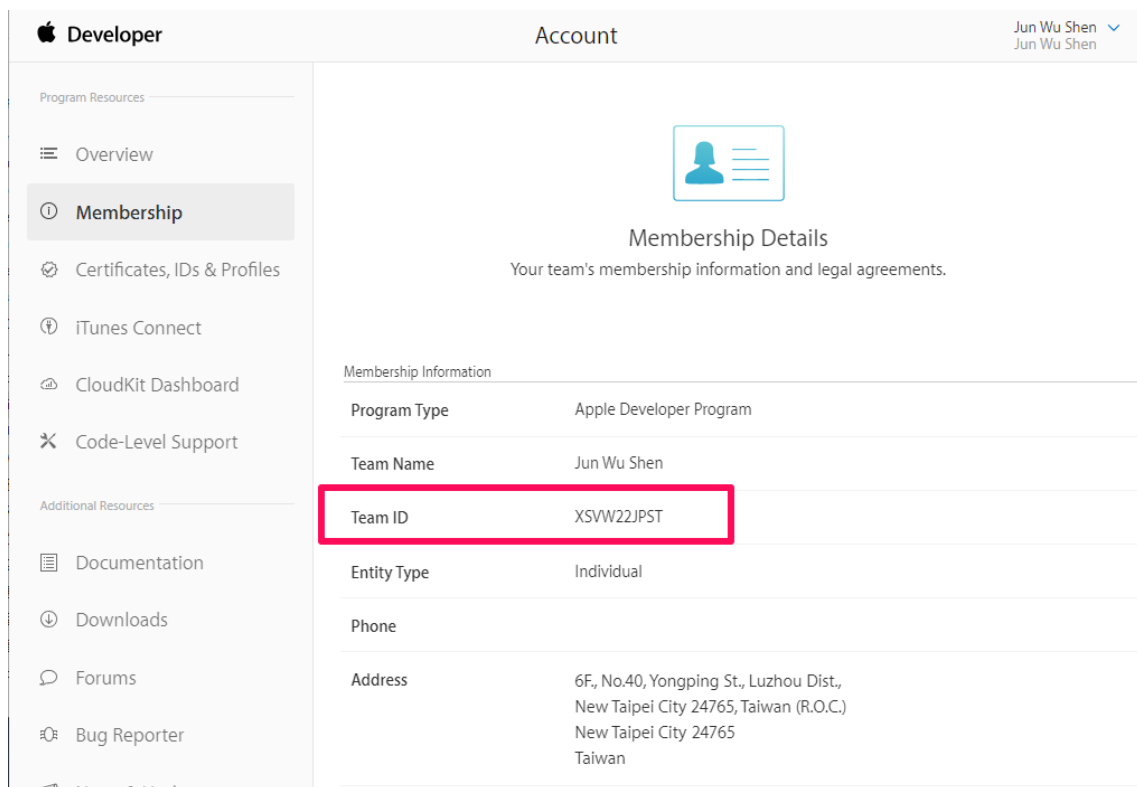 Developer
Account
Jun Wu Shen
Jun Wu Shen
Program Resources
Overview
Membership
Certificates, IDs & Profiles
iTunes Connect
CloudKit Dashboard
Code-Level Support
Additional Resources
Documentation
Downloads
Forums
Bug Reporter
Membership Details
Your team's membership information and legal agreements.
Membership Information
Program Type Apple Developer Program
Team Name Jun Wu Shen
Team ID XSVW22JPST
Entity Type Individual
Phone
Address 6F., No.40, Yongping St., Luzhou Dist.,
New Taipei City 24765, Taiwan (R.O.C.)
New Taipei City 24765
Taiwan